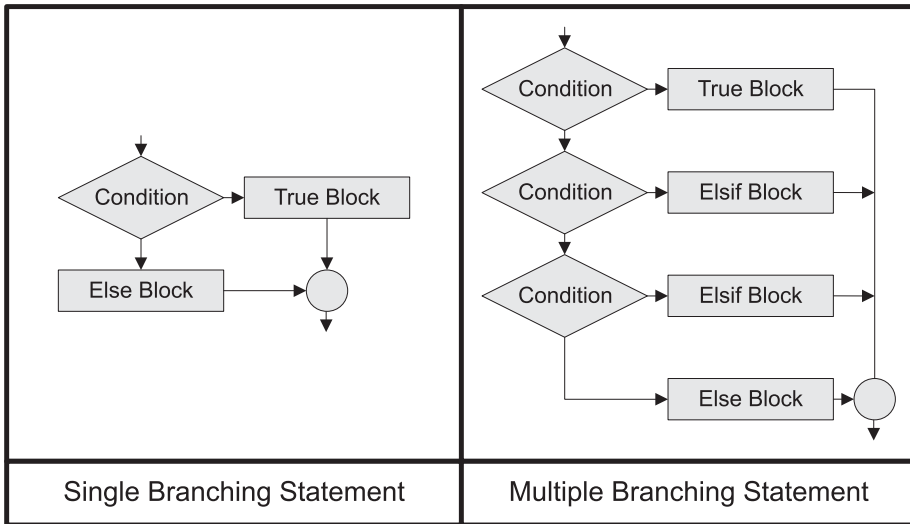 Condition
True Block
Else Block
Single Branching Statement
Condition
True Block
Condition
Elsif Block
Condition
Elsif Block
Else Block
Multiple Branching Statement